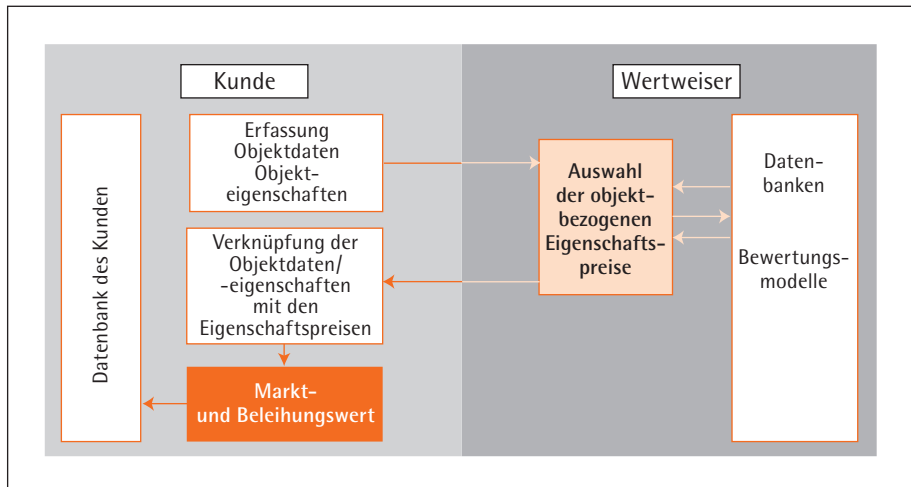 Kunde
Wertweiser
Datenbank des Kunden
Erfassung
Objektdaten
Objekt-
eigenschaften
Verknüpfung der
Objektdaten/
-eigenschaften
mit den
Eigenschaftspreisen
Markt-
und Beleihungswert
Auswahl
der objekt-
bezogenen
Eigenschafts-
preise
Daten-
banken
Bewertungs-
modelle